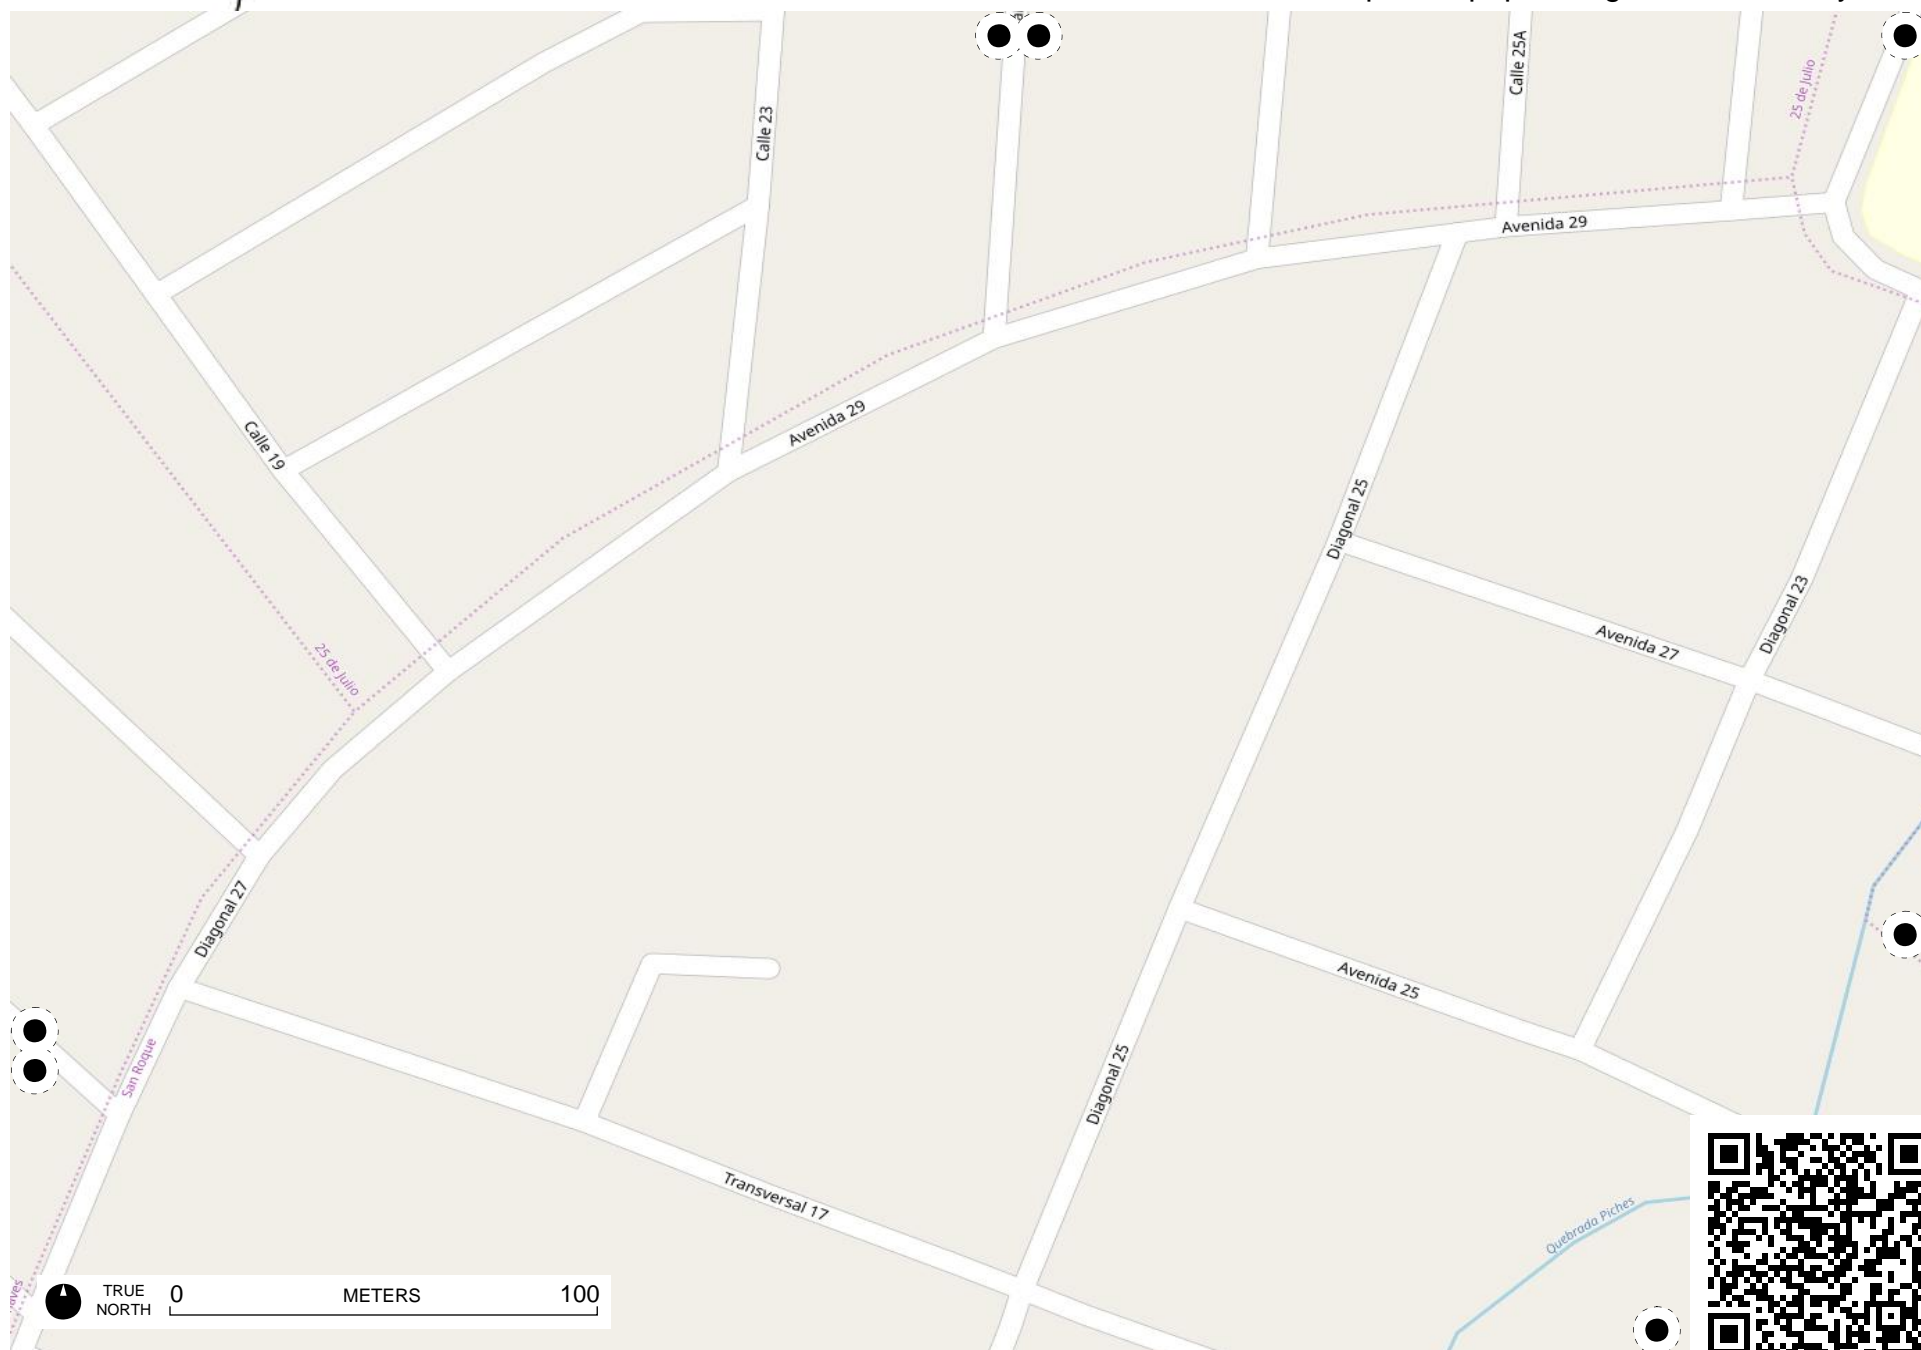 Calle 25A
25 de Julio
Calle 23
Avenida 29
Avenida 29
Calle 19
Diagonal 25
Diagonal 23
Avenida 27
25 de Julio
Diagonal 27
Avenida 25
San Roque
Diagonal 25
Transversal 17
Quebrada Piches
TRUE
NORTH
0 METERS 100